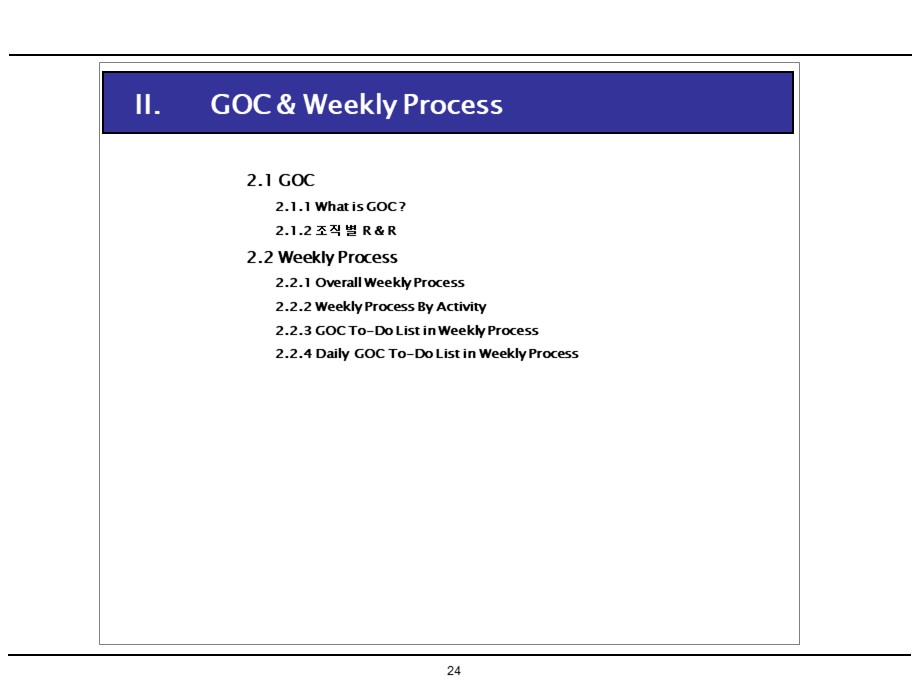 II. GOC & Weekly Process
2.1 GOC
2.1.1 What is GOC ?
2.1.2 조직별 R & R
2.2 Weekly Process
2.2.1 Overall Weekly Process
2.2.2 Weekly Process By Activity
2.2.3 GOC To-Do List in Weekly Process
2.2.4 Daily GOC To-Do List in Weekly Process
24